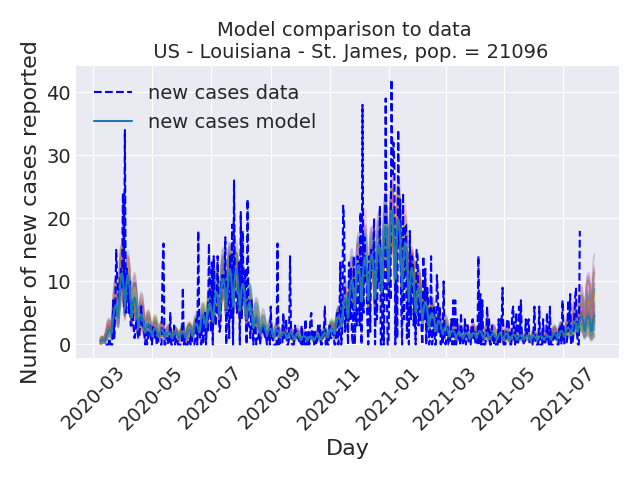 Model comparison to data
US - Louisiana - St. James, pop. = 21096
Number of new cases reported
40
30
20
10
0
new cases data
new cases model
2020-03
2020-05
2020-07
2020-09
2020-11
2021-01
2021-03
2021-05
2021-07
Day